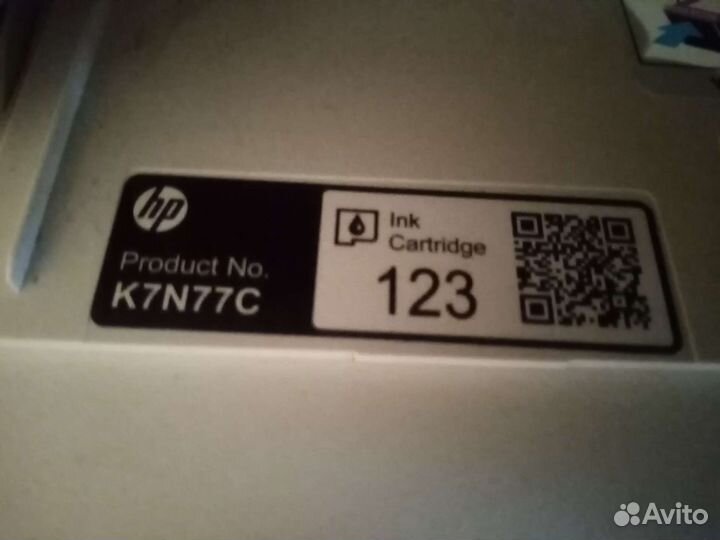 hp
Product No.
K7N77C
Ink
Cartridge
123
Avito